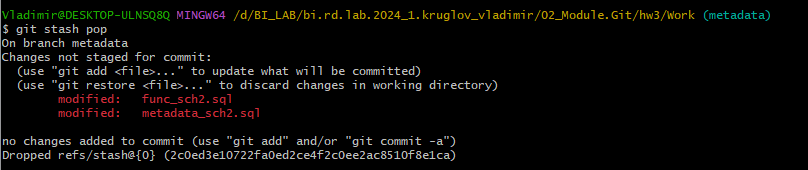 Vladimir@DESKTOP-ULNSQ8Q MINGW64 /d/BI_LAB/bi.rd.lab.2024_1.kruglov_vladimir/02_Module.Git/hw3/Work (metadata)
$ git stash pop
On branch metadata
Changes not staged for commit:
  (use "git add <file>..." to update what will be committed)
  (use "git restore <file>..." to discard changes in working directory)
        modified:   func_sch2.sql
        modified:   metadata_sch2.sql
no changes added to commit (use "git add" and/or "git commit -a")
Dropped refs/stash@{0} (2c0ed3e10722fa0ed2ce4f2c0ee2ac8510f8e1ca)